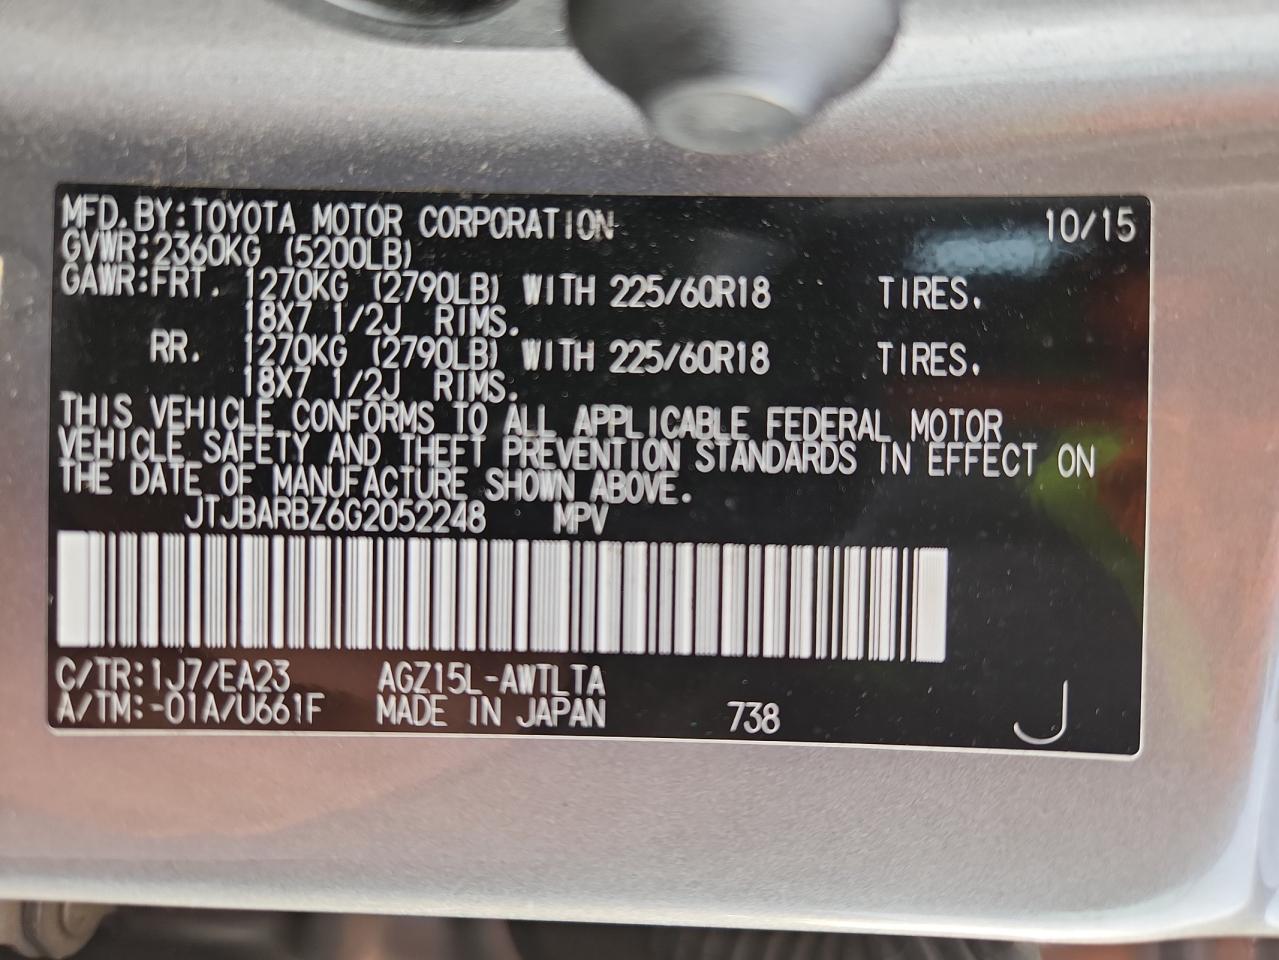 MFD. BY: TOYOTA MOTOR CORPORATION 10/15
GVWR: 2360KG (5200LB)
GAWR: FRT. 1270KG (2790LB) WITH 225/60R18 TIRES.
18X7 1/2J RIMS.
RR. 1270KG (2790LB) WITH 225/60R18 TIRES.
18X7 1/2J RIMS.
THIS VEHICLE CONFORMS TO ALL APPLICABLE FEDERAL MOTOR
VEHICLE SAFETY AND THEFT PREVENTION STANDARDS IN EFFECT ON
THE DATE OF MANUFACTURE SHOWN ABOVE.
JTJBARBZ6G2052248 MPV
C/TR: 1J7/EA23 AGZ15L-AWTLTA
A/TM: -01A/U661F MADE IN JAPAN 738 J